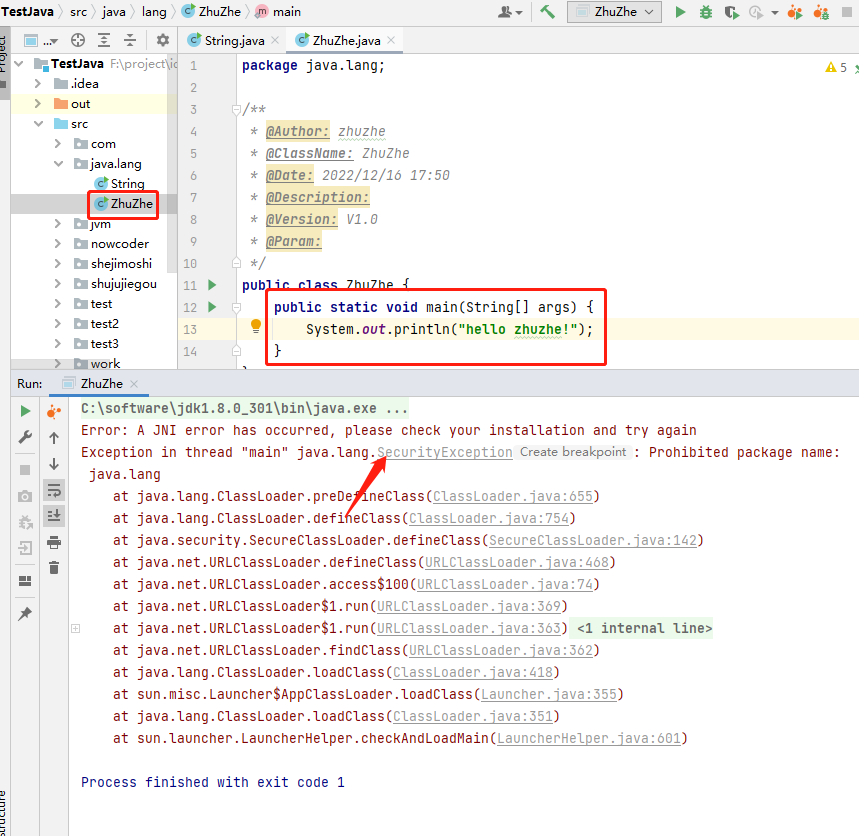 TestJava src java lang ZhuZhe main
ZhuZhe
Project
String.java ZhuZhe.java
TestJava F:\project\ic
.idea
out
src
com
java.lang
String
ZhuZhe
jvm
nowcoder
shejimoshi
shujujiegou
test
test2
test3
work
5
1 package java.lang;
2
3 /**
4 * @Author: zhuzhe
5 * @ClassName: ZhuZhe
6 * @Date: 2022/12/16 17:50
7 * @Description:
8 * @Version: V1.0
9 * @Param:
10 */
11 public class ZhuZhe {
12 public static void main(String[] args) {
13 System.out.println("hello zhuzhe!");
14 }
Run: ZhuZhe
C:\software\jdk1.8.0_301\bin\java.exe ...
Error: A JNI error has occurred, please check your installation and try again
Exception in thread "main" java.lang.SecurityException Create breakpoint : Prohibited package name:
java.lang
at java.lang.ClassLoader.preDefineClass(ClassLoader.java:655)
at java.lang.ClassLoader.defineClass(ClassLoader.java:754)
at java.security.SecureClassLoader.defineClass(SecureClassLoader.java:142)
at java.net.URLClassLoader.defineClass(URLClassLoader.java:468)
at java.net.URLClassLoader.access$100(URLClassLoader.java:74)
at java.net.URLClassLoader$1.run(URLClassLoader.java:369)
at java.net.URLClassLoader$1.run(URLClassLoader.java:363) <1 internal line>
at java.net.URLClassLoader.findClass(URLClassLoader.java:362)
at java.lang.ClassLoader.loadClass(ClassLoader.java:418)
at sun.misc.Launcher$AppClassLoader.loadClass(Launcher.java:355)
at java.lang.ClassLoader.loadClass(ClassLoader.java:351)
at sun.launcher.LauncherHelper.checkAndLoadMain(LauncherHelper.java:601)
Process finished with exit code 1